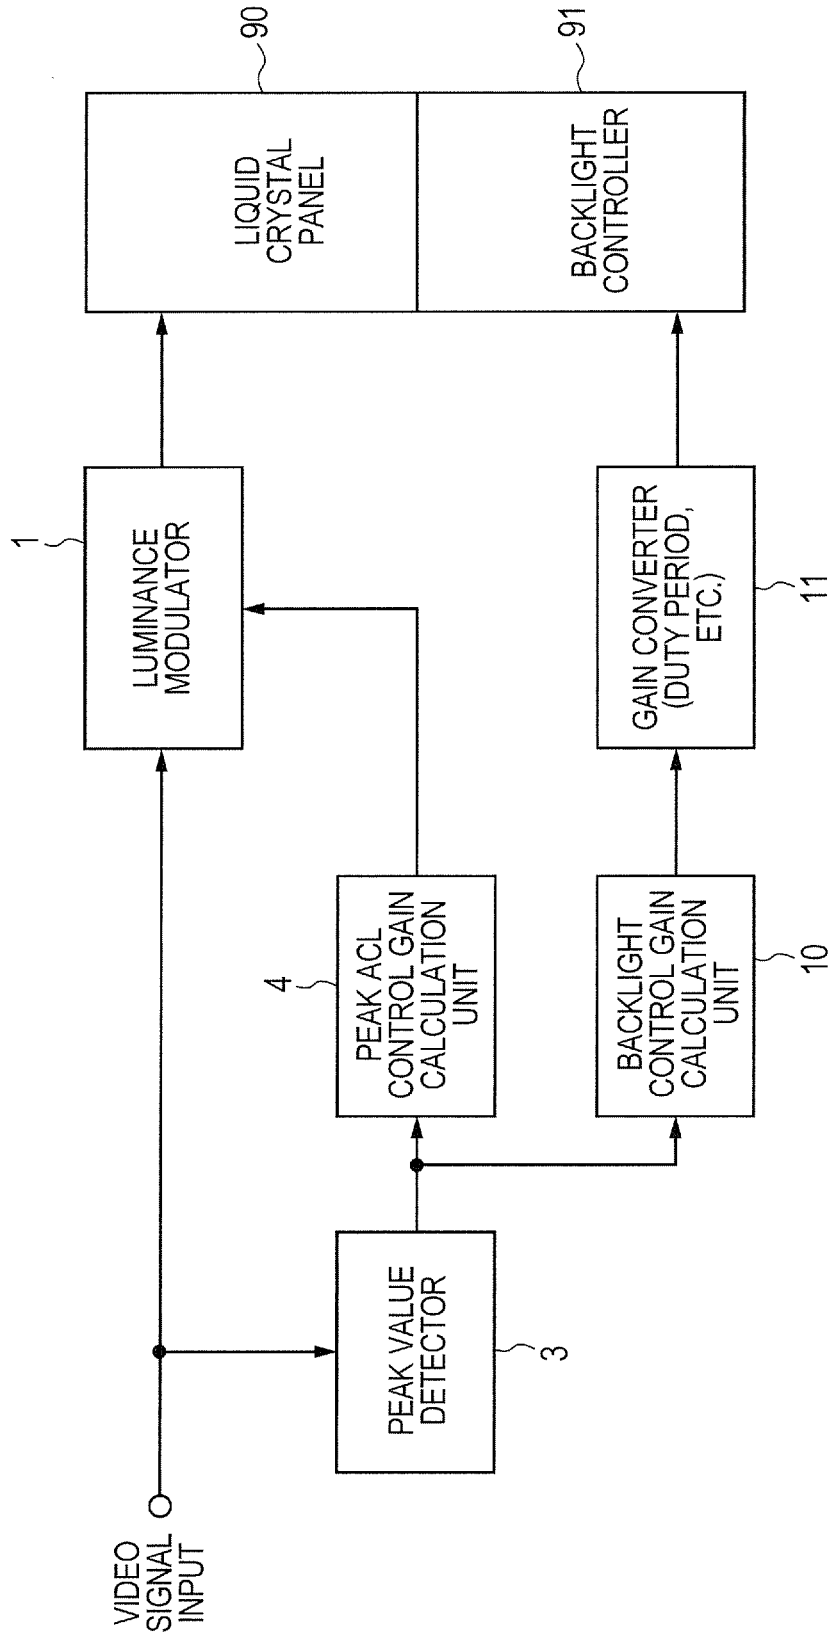 VIDEO
SIGNAL
INPUT
1
LUMINANCE
MODULATOR
90
LIQUID
CRYSTAL
PANEL
91
BACKLIGHT
CONTROLLER
3
PEAK VALUE
DETECTOR
4
PEAK ACL
CONTROL GAIN
CALCULATION
UNIT
10
BACKLIGHT
CONTROL GAIN
CALCULATION
UNIT
11
GAIN CONVERTER
(DUTY PERIOD,
ETC.)